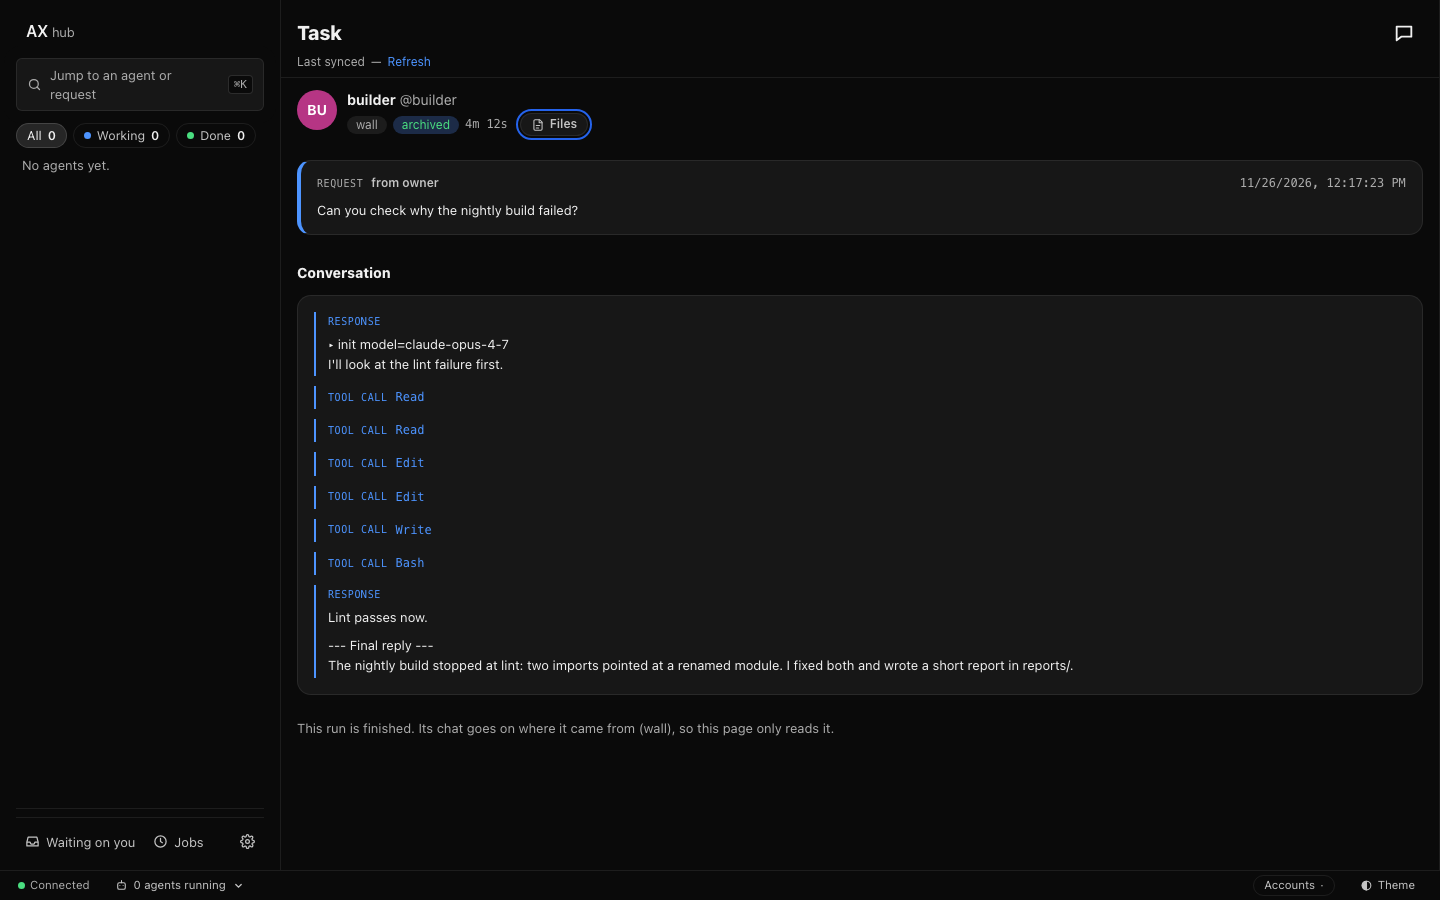 AX hub
Jump to an agent or
request
⌘K
All 0
Working 0
Done 0
No agents yet.
Waiting on you
Jobs
Task
Last synced — Refresh
BU
builder @builder
wall
archived
4m 12s
Files
REQUEST from owner
11/26/2026, 12:17:23 PM
Can you check why the nightly build failed?
Conversation
RESPONSE
▸ init model=claude-opus-4-7
I'll look at the lint failure first.
TOOL CALL Read
TOOL CALL Read
TOOL CALL Edit
TOOL CALL Edit
TOOL CALL Write
TOOL CALL Bash
RESPONSE
Lint passes now.
--- Final reply ---
The nightly build stopped at lint: two imports pointed at a renamed module. I fixed both and wrote a short report in reports/.
This run is finished. Its chat goes on where it came from (wall), so this page only reads it.
Connected
0 agents running
Accounts ·
Theme